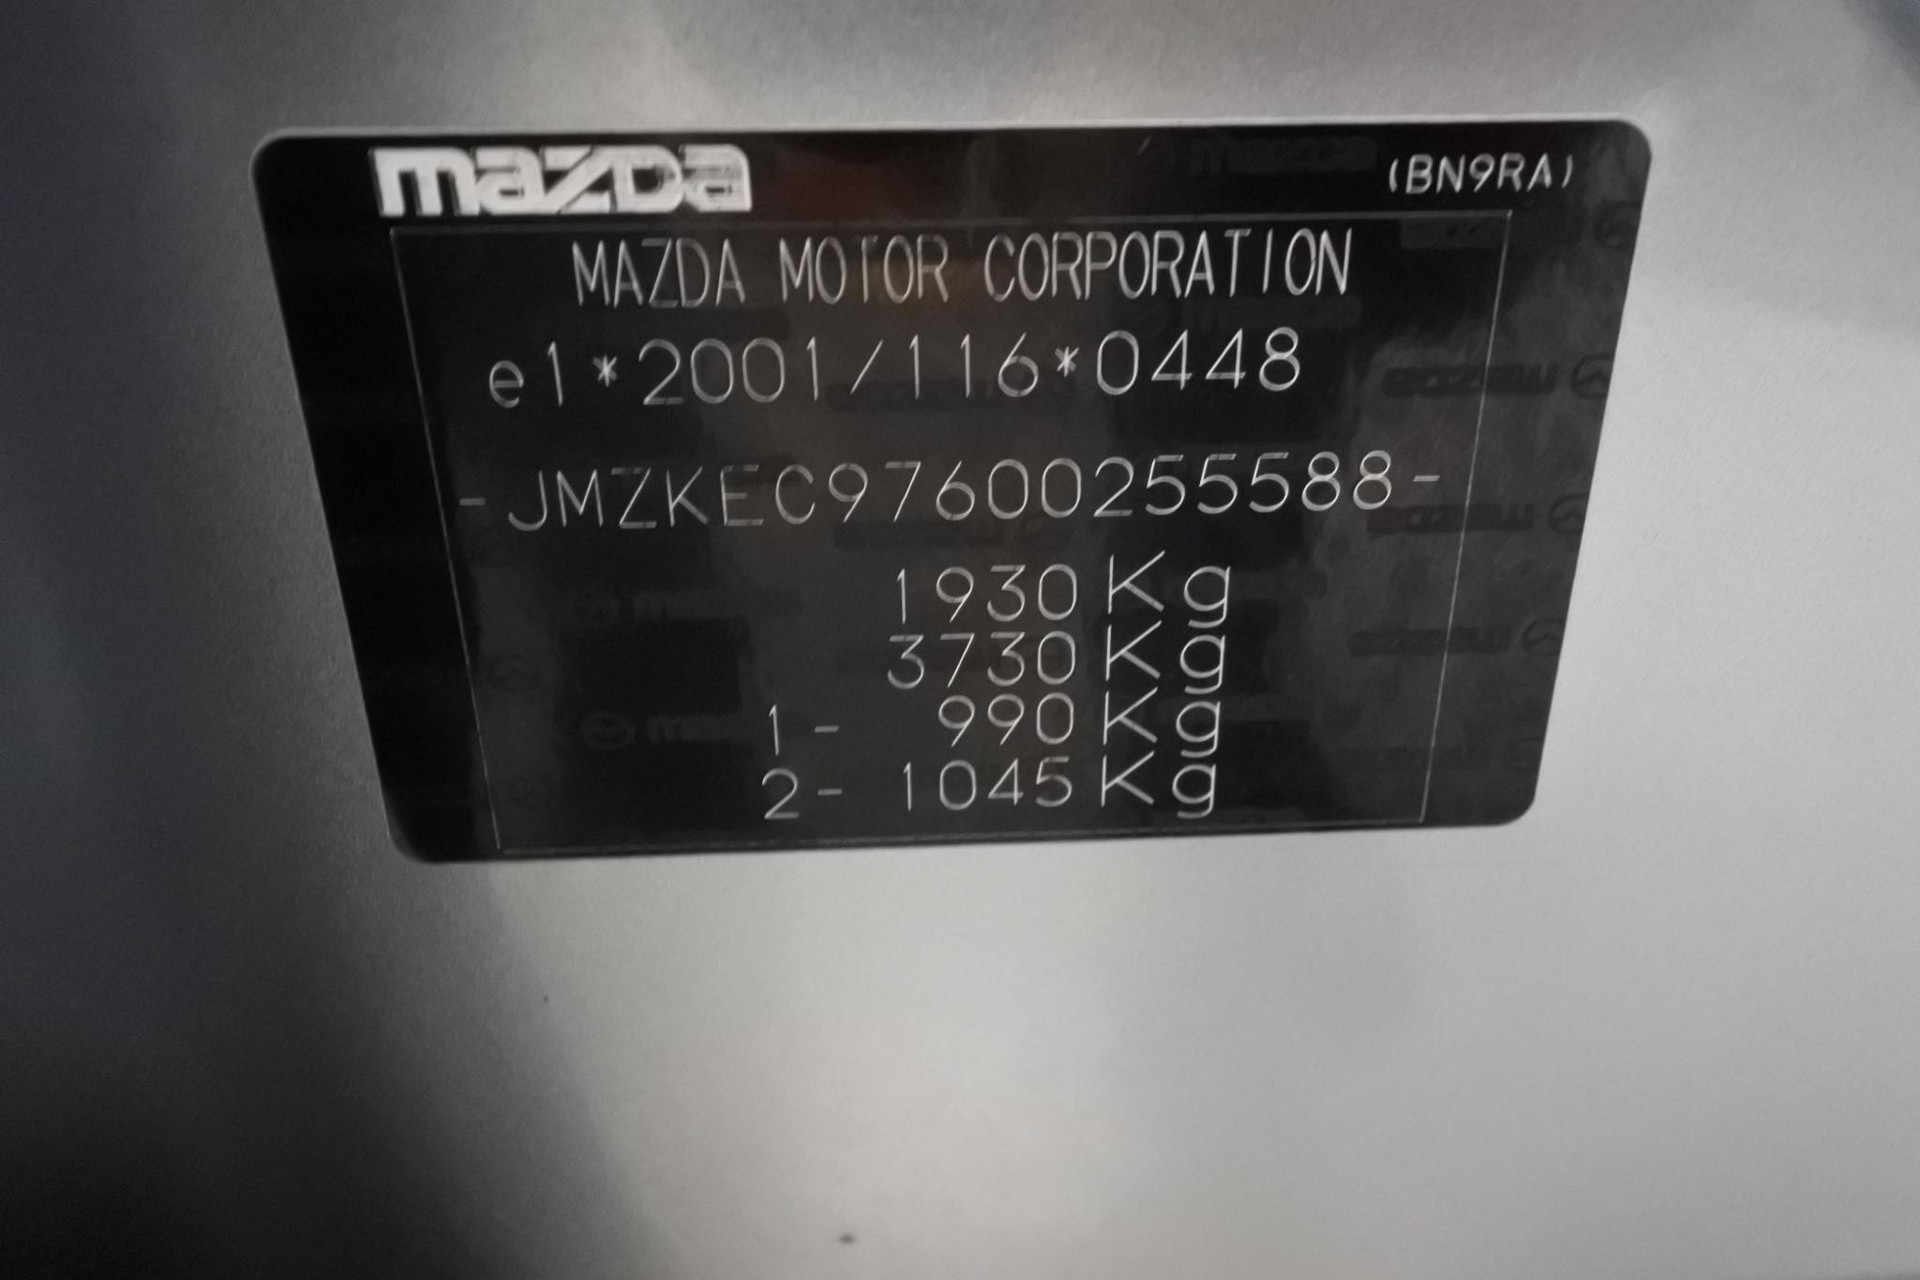 mazda (BN9RA)
MAZDA MOTOR CORPORATION
e1*2001/116*0448
-JMZKEC97600255588-
1930Kg
3730Kg
1- 990Kg
2- 1045Kg